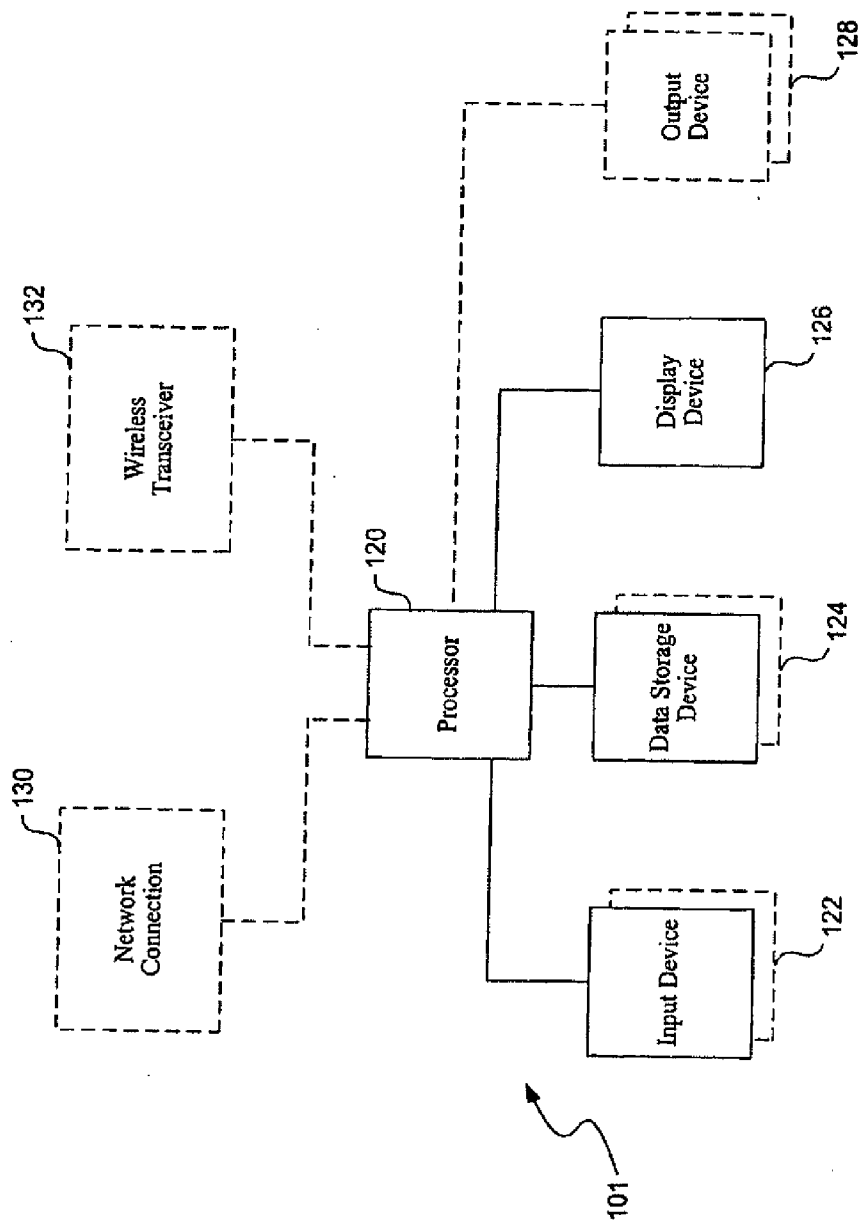 130
Network
Connection
132
Wireless
Transceiver
120
Processor
Input Device
122
Data Storage
Device
124
Display
Device
126
Output
Device
128
101